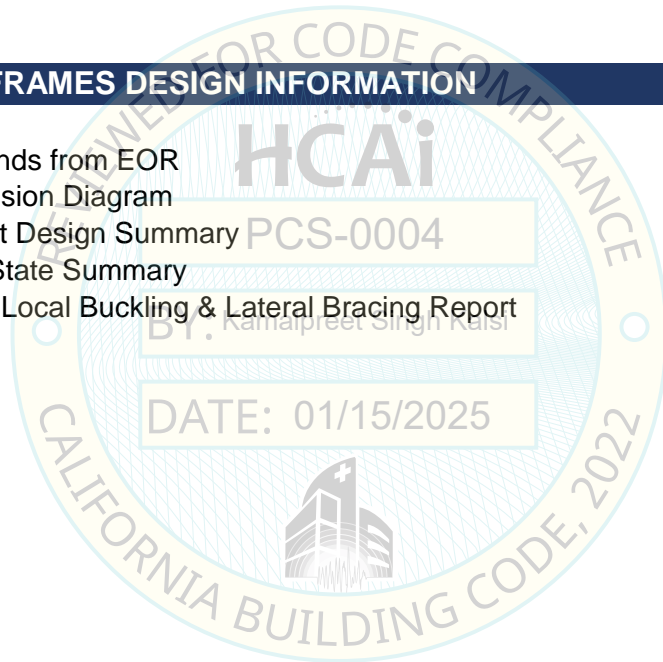 FRAMES DESIGN INFORMATION
nds from EOR
sion Diagram
t Design Summary
State Summary
Local Buckling & Lateral Bracing Report
REVIEWED FOR CODE COMPLIANCE
HCAi
PCS-0004
BY: Kamalpreet Singh Kalsi
DATE: 01/15/2025
CALIFORNIA BUILDING CODE, 2022